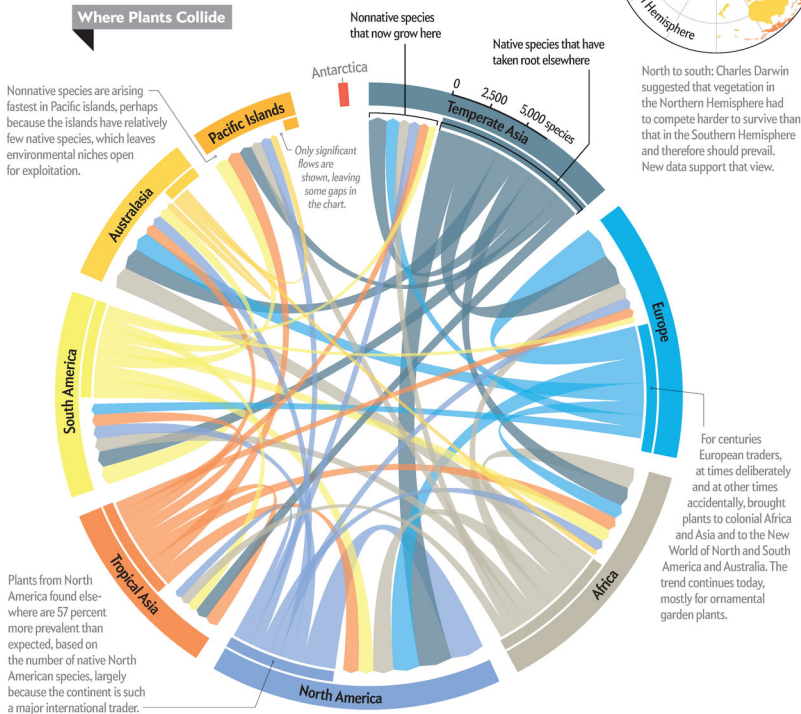 Where Plants Collide
Nonnative species
that now grow here
Native species that have
taken root elsewhere
Hemisphere
North to south: Charles Darwin
suggested that vegetation in
the Northern Hemisphere had
to compete harder to survive than
that in the Southern Hemisphere
and therefore should prevail.
New data support that view.
Nonnative species are arising
fastest in Pacific islands, perhaps
because the islands have relatively
few native species, which leaves
environmental niches open
for exploitation.
Antarctica
Pacific Islands
Only significant
flows are
shown, leaving
some gaps in
the chart.
0
2,500
5,000 species
Temperate Asia
Australasia
Europe
South America
For centuries
European traders,
at times deliberately
and at other times
accidentally, brought
plants to colonial Africa
and Asia and to the New
World of North and South
America and Australia. The
trend continues today,
mostly for ornamental
garden plants.
Tropical Asia
Africa
Plants from North
America found else-
where are 57 percent
more prevalent than
expected, based on
the number of native North
American species, largely
because the continent is such
a major international trader.
North America